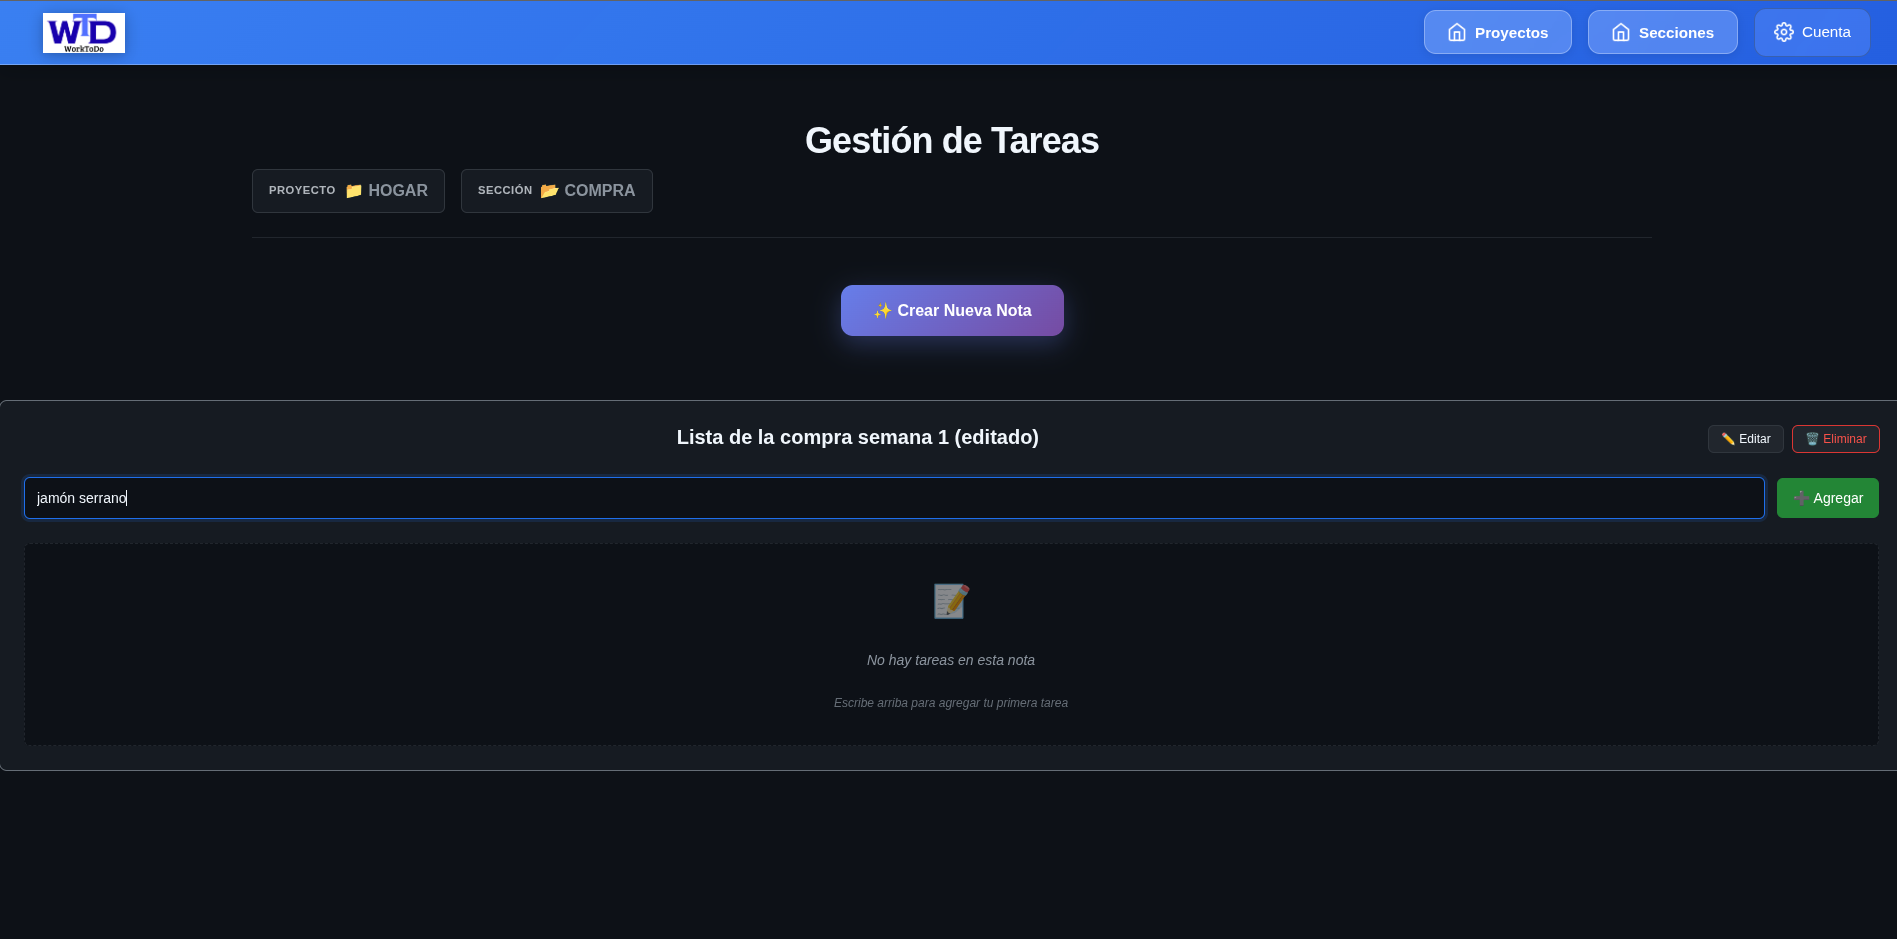 WTD
WorkToDo
Proyectos
Secciones
Cuenta
Gestión de Tareas
PROYECTO 📁 HOGAR
SECCIÓN 📂 COMPRA
✨ Crear Nueva Nota
Lista de la compra semana 1 (editado)
✏️ Editar
🗑️ Eliminar
jamón serrano
➕ Agregar
📝
No hay tareas en esta nota
Escribe arriba para agregar tu primera tarea